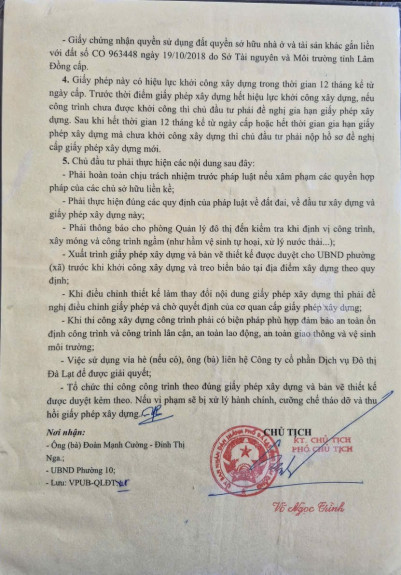 - Giấy chứng nhận quyền sử dụng đất quyền sở hữu nhà ở và tài sản khác gắn liền
với đất số CO 963448 ngày 19/10/2018 do Sở Tài nguyên và Môi trường tỉnh Lâm
Đồng cấp.
4. Giấy phép này có hiệu lực khởi công xây dựng trong thời gian 12 tháng kể từ
ngày cấp. Trước thời điểm giấy phép xây dựng hết hiệu lực khởi công xây dựng, nếu
công trình chưa được khởi công thì chủ đầu tư phải đề nghị gia hạn giấy phép xây
dựng. Sau khi hết thời gian 12 tháng kể từ ngày cấp hoặc hết thời gian gia hạn giấy
phép xây dựng mà chưa khởi công xây dựng thì chủ đầu tư phải nộp hồ sơ đề nghị
cấp giấy phép xây dựng mới.
5. Chủ đầu tư phải thực hiện các nội dung sau đây:
- Phải hoàn toàn chịu trách nhiệm trước pháp luật nếu xâm phạm các quyền hợp
pháp của các chủ sở hữu liền kề;
- Phải thực hiện đúng các quy định của pháp luật về đất đai, về đầu tư xây dựng và
giấy phép xây dựng này;
- Phải thông báo cho phòng Quản lý đô thị đến kiểm tra khi định vị công trình,
xây móng và công trình ngầm (như hầm vệ sinh tự hoại, xử lý nước thải...);
- Xuất trình giấy phép xây dựng và bản vẽ thiết kế được duyệt cho UBND phường
(xã) trước khi khởi công xây dựng và treo biển báo tại địa điểm xây dựng theo quy
định;
- Khi điều chỉnh thiết kế làm thay đổi nội dung giấy phép xây dựng thì phải đề
nghị điều chỉnh giấy phép và chờ quyết định của cơ quan cấp giấy phép xây dựng;
- Khi thi công xây dựng công trình phải có biện pháp phù hợp đảm bảo an toàn ổn
định công trình và công trình lân cận, an toàn lao động, an toàn giao thông và vệ sinh
môi trường;
- Việc sử dụng vỉa hè (nếu có), ông (bà) liên hệ Công ty cổ phần Dịch vụ Đô thị
Đà Lạt để được giải quyết;
- Tổ chức thi công công trình theo đúng giấy phép xây dựng và bản vẽ thiết kế
được duyệt kèm theo. Nếu vi phạm sẽ bị xử lý hành chính, cưỡng chế tháo dỡ và thu
hồi giấy phép xây dựng.
Nơi nhận:
- Ông (bà) Đoàn Mạnh Cường - Đinh Thị
Nga.;
- UBND Phường 10;
- Lưu: VPUB-QLĐT.
CHỦ TỊCH
KT. CHỦ TỊCH
PHÓ CHỦ TỊCH
Võ Ngọc Trình